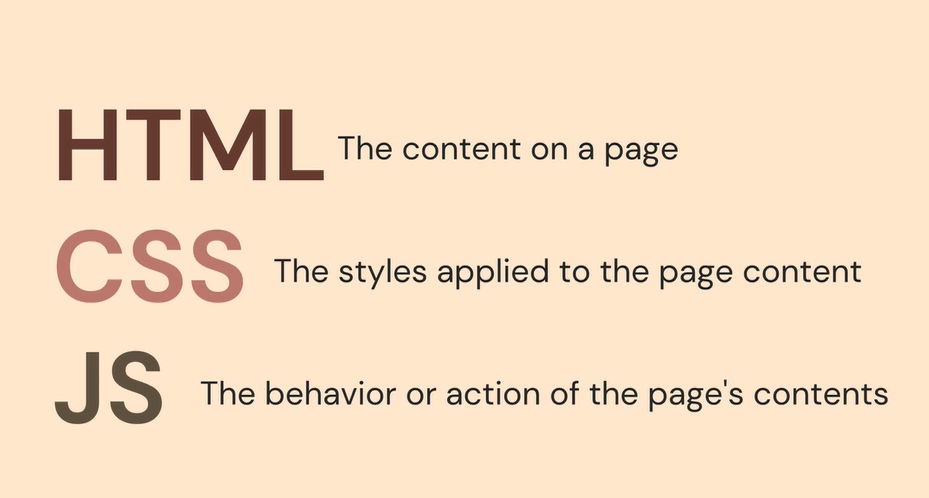 HTML The content on a page
CSS The styles applied to the page content
JS The behavior or action of the page's contents